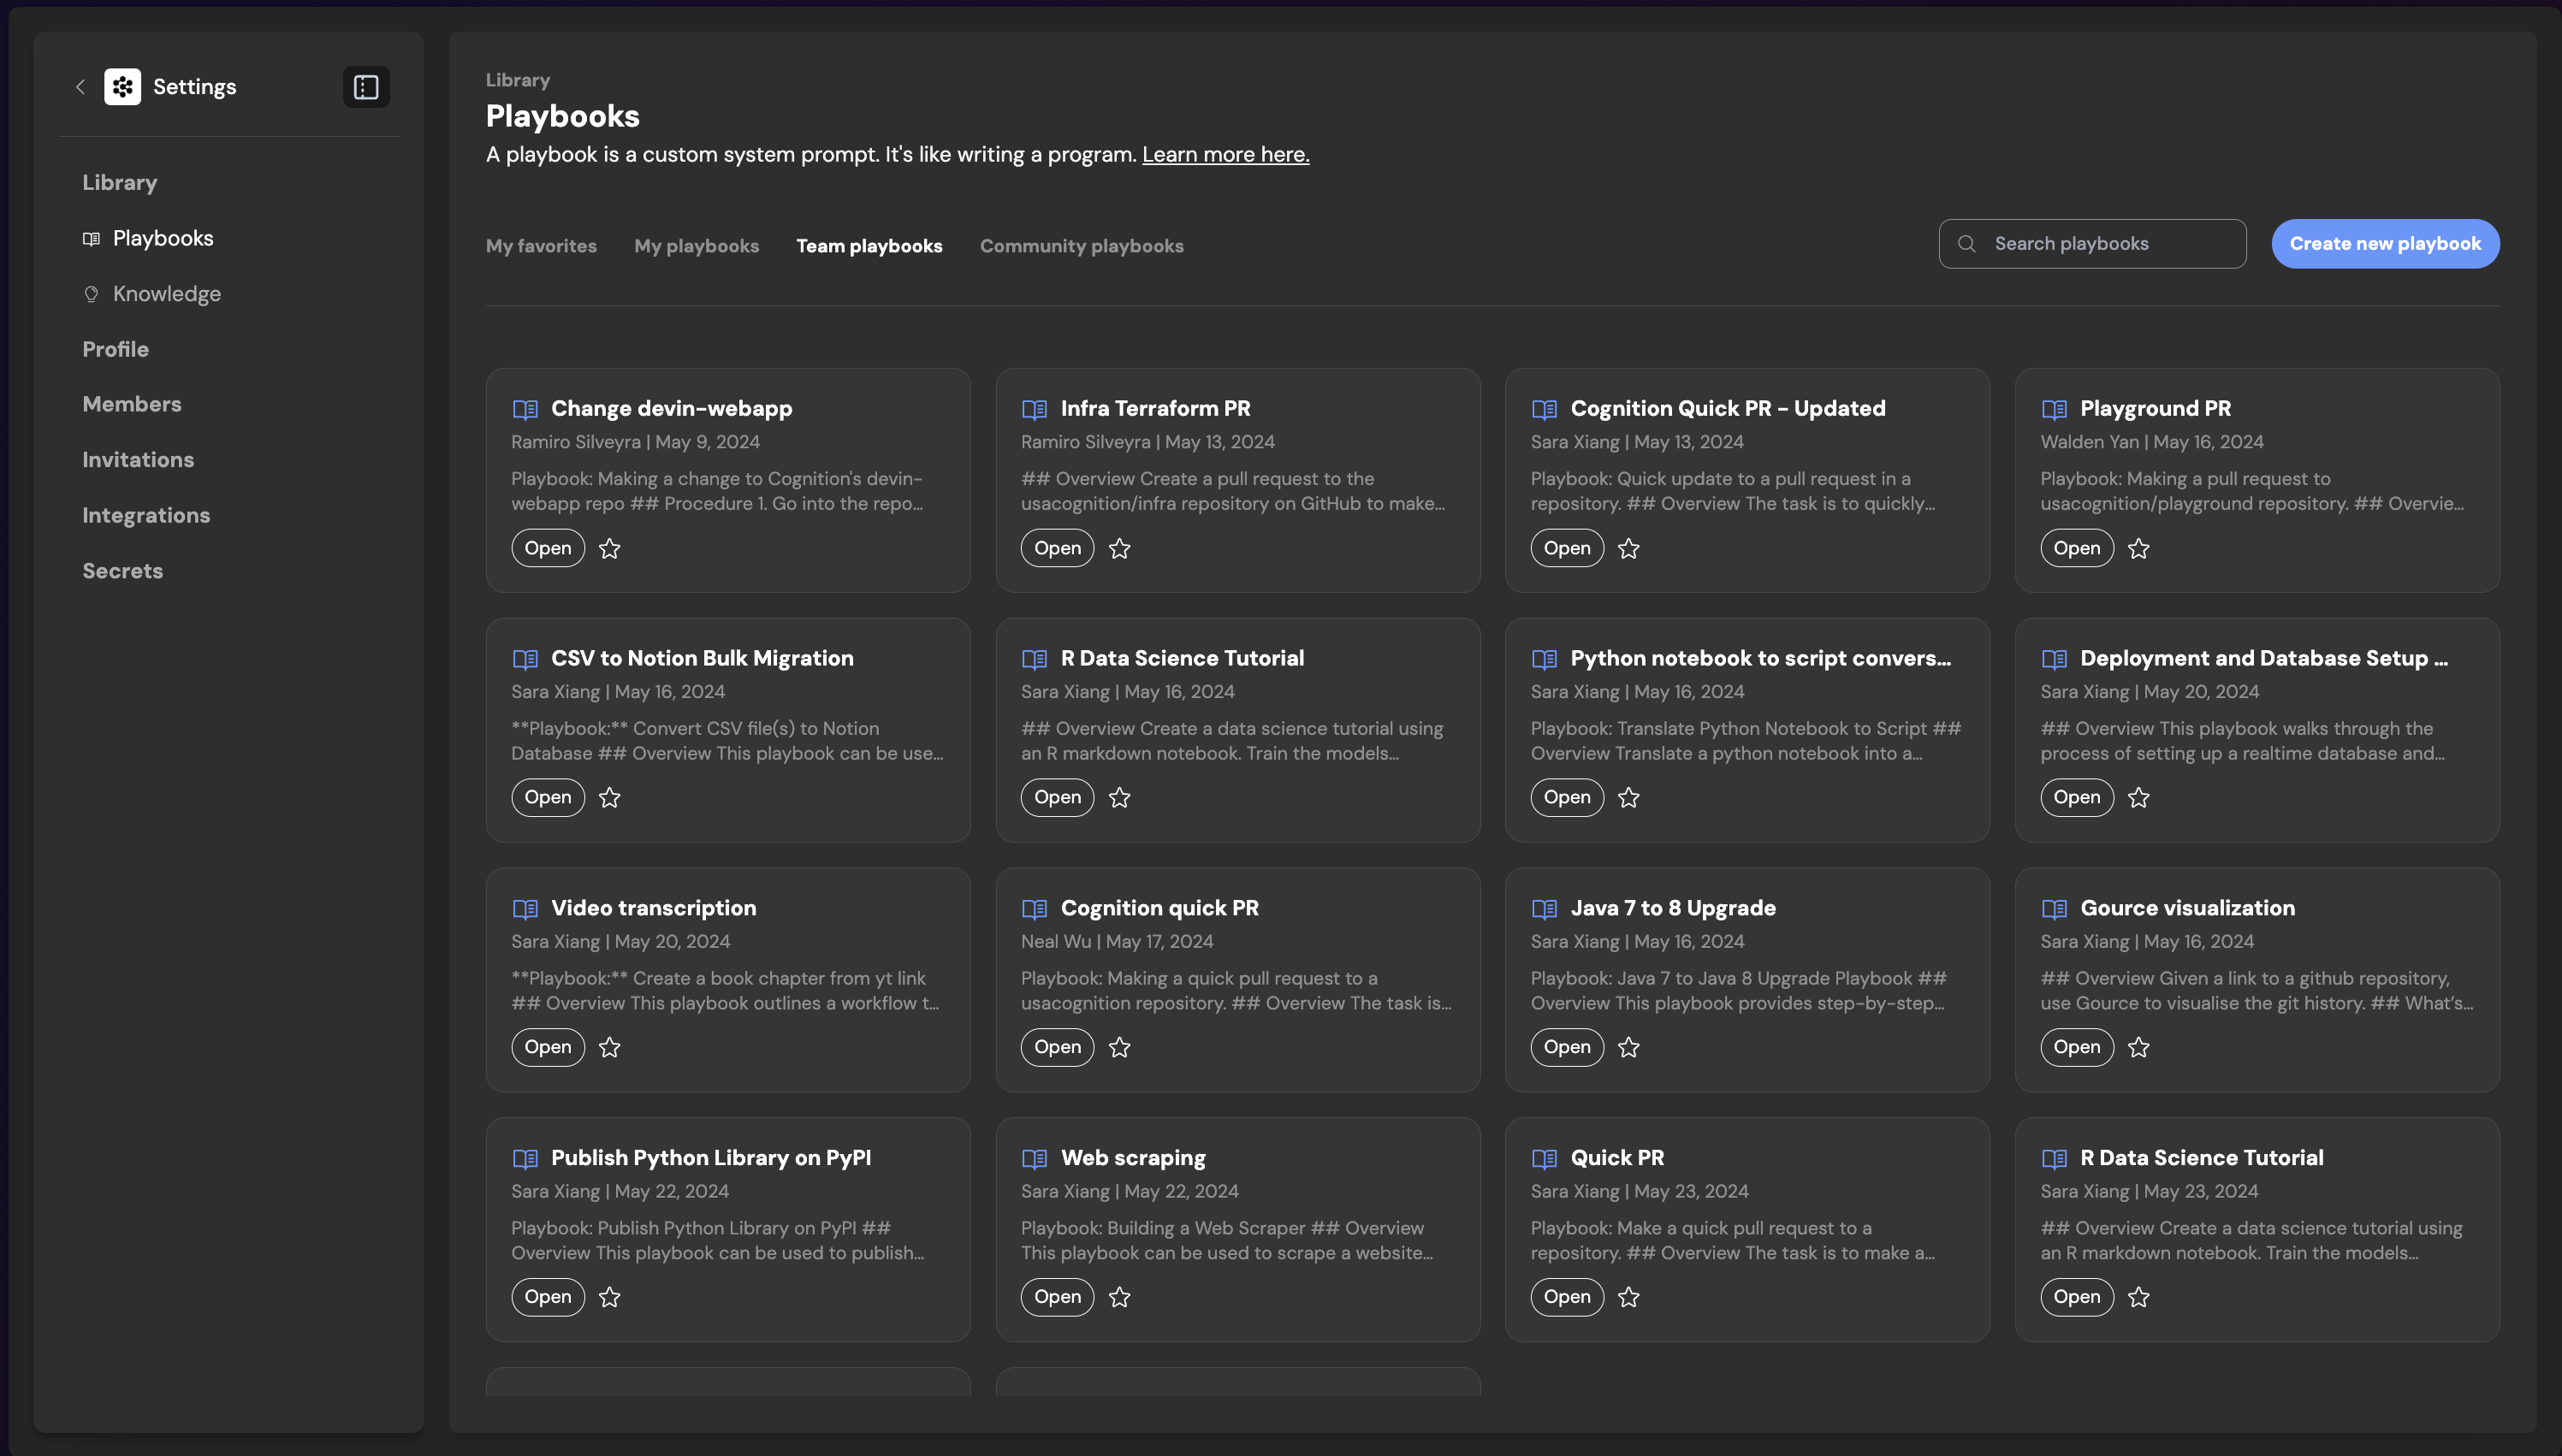 Settings
Library
Playbooks
Knowledge
Profile
Members
Invitations
Integrations
Secrets
Library
Playbooks
A playbook is a custom system prompt. It's like writing a program. Learn more here.
My favorites
My playbooks
Team playbooks
Community playbooks
Search playbooks
Create new playbook
Change devin-webapp
Ramiro Silveyra | May 9, 2024
Playbook: Making a change to Cognition's devin-
webapp repo ## Procedure 1. Go into the repo...
Open
Infra Terraform PR
Ramiro Silveyra | May 13, 2024
## Overview Create a pull request to the
usacognition/infra repository on GitHub to make...
Open
Cognition Quick PR - Updated
Sara Xiang | May 13, 2024
Playbook: Quick update to a pull request in a
repository. ## Overview The task is to quickly...
Open
Playground PR
Walden Yan | May 16, 2024
Playbook: Making a pull request to
usacognition/playground repository. ## Overvie...
Open
CSV to Notion Bulk Migration
Sara Xiang | May 16, 2024
**Playbook:** Convert CSV file(s) to Notion
Database ## Overview This playbook can be use...
Open
R Data Science Tutorial
Sara Xiang | May 16, 2024
## Overview Create a data science tutorial using
an R markdown notebook. Train the models...
Open
Python notebook to script convers...
Sara Xiang | May 16, 2024
Playbook: Translate Python Notebook to Script ##
Overview Translate a python notebook into a...
Open
Deployment and Database Setup ...
Sara Xiang | May 20, 2024
## Overview This playbook walks through the
process of setting up a realtime database and...
Open
Video transcription
Sara Xiang | May 20, 2024
**Playbook:** Create a book chapter from yt link
## Overview This playbook outlines a workflow t...
Open
Cognition quick PR
Neal Wu | May 17, 2024
Playbook: Making a quick pull request to a
usacognition repository. ## Overview The task is...
Open
Java 7 to 8 Upgrade
Sara Xiang | May 16, 2024
Playbook: Java 7 to Java 8 Upgrade Playbook ##
Overview This playbook provides step-by-step...
Open
Gource visualization
Sara Xiang | May 16, 2024
## Overview Given a link to a github repository,
use Gource to visualise the git history. ## What's...
Open
Publish Python Library on PyPI
Sara Xiang | May 22, 2024
Playbook: Publish Python Library on PyPI ##
Overview This playbook can be used to publish...
Open
Web scraping
Sara Xiang | May 22, 2024
Playbook: Building a Web Scraper ## Overview
This playbook can be used to scrape a website...
Open
Quick PR
Sara Xiang | May 23, 2024
Playbook: Make a quick pull request to a
repository. ## Overview The task is to make a...
Open
R Data Science Tutorial
Sara Xiang | May 23, 2024
## Overview Create a data science tutorial using
an R markdown notebook. Train the models...
Open